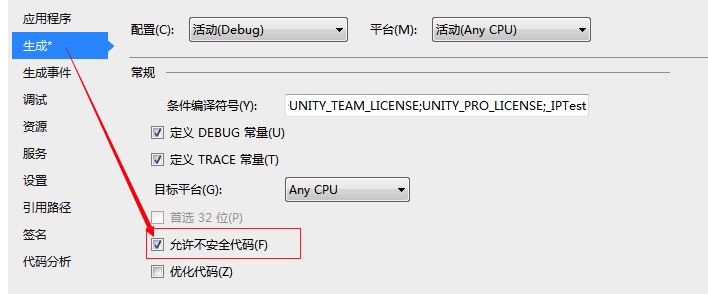 应用程序
生成*
生成事件
调试
资源
服务
设置
引用路径
签名
代码分析
配置(C): 活动(Debug) 平台(M): 活动(Any CPU)
常规
条件编译符号(Y): UNITY_TEAM_LICENSE;UNITY_PRO_LICENSE;_IPTest
定义 DEBUG 常量(U)
定义 TRACE 常量(T)
目标平台(G): Any CPU
首选 32 位(P)
允许不安全代码(F)
优化代码(Z)